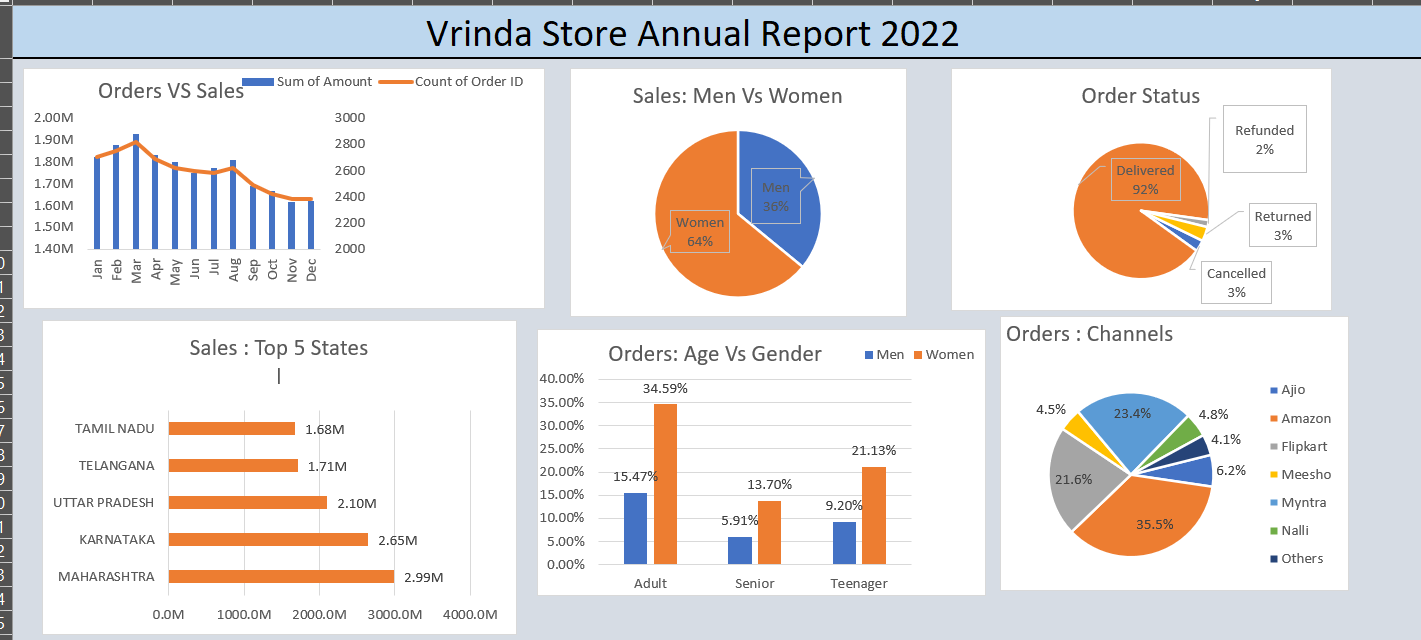 Vrinda Store Annual Report 2022
Orders VS Sales
Sum of Amount
Count of Order ID
2.00M
1.90M
1.80M
1.70M
1.60M
1.50M
1.40M
3000
2800
2600
2400
2200
2000
Jan
Feb
Mar
Apr
May
Jun
Jul
Aug
Sep
Oct
Nov
Dec
Sales: Men Vs Women
Men
36%
Women
64%
Order Status
Refunded
2%
Delivered
92%
Returned
3%
Cancelled
3%
Sales : Top 5 States
TAMIL NADU 1.68M
TELANGANA 1.71M
UTTAR PRADESH 2.10M
KARNATAKA 2.65M
MAHARASHTRA 2.99M
0.0M 1000.0M 2000.0M 3000.0M 4000.0M
Orders: Age Vs Gender
Men
Women
40.00%
35.00%
30.00%
25.00%
20.00%
15.00%
10.00%
5.00%
0.00%
15.47%
34.59%
5.91%
13.70%
9.20%
21.13%
Adult
Senior
Teenager
Orders : Channels
4.5%
23.4%
4.8%
4.1%
6.2%
21.6%
35.5%
Ajio
Amazon
Flipkart
Meesho
Myntra
Nalli
Others